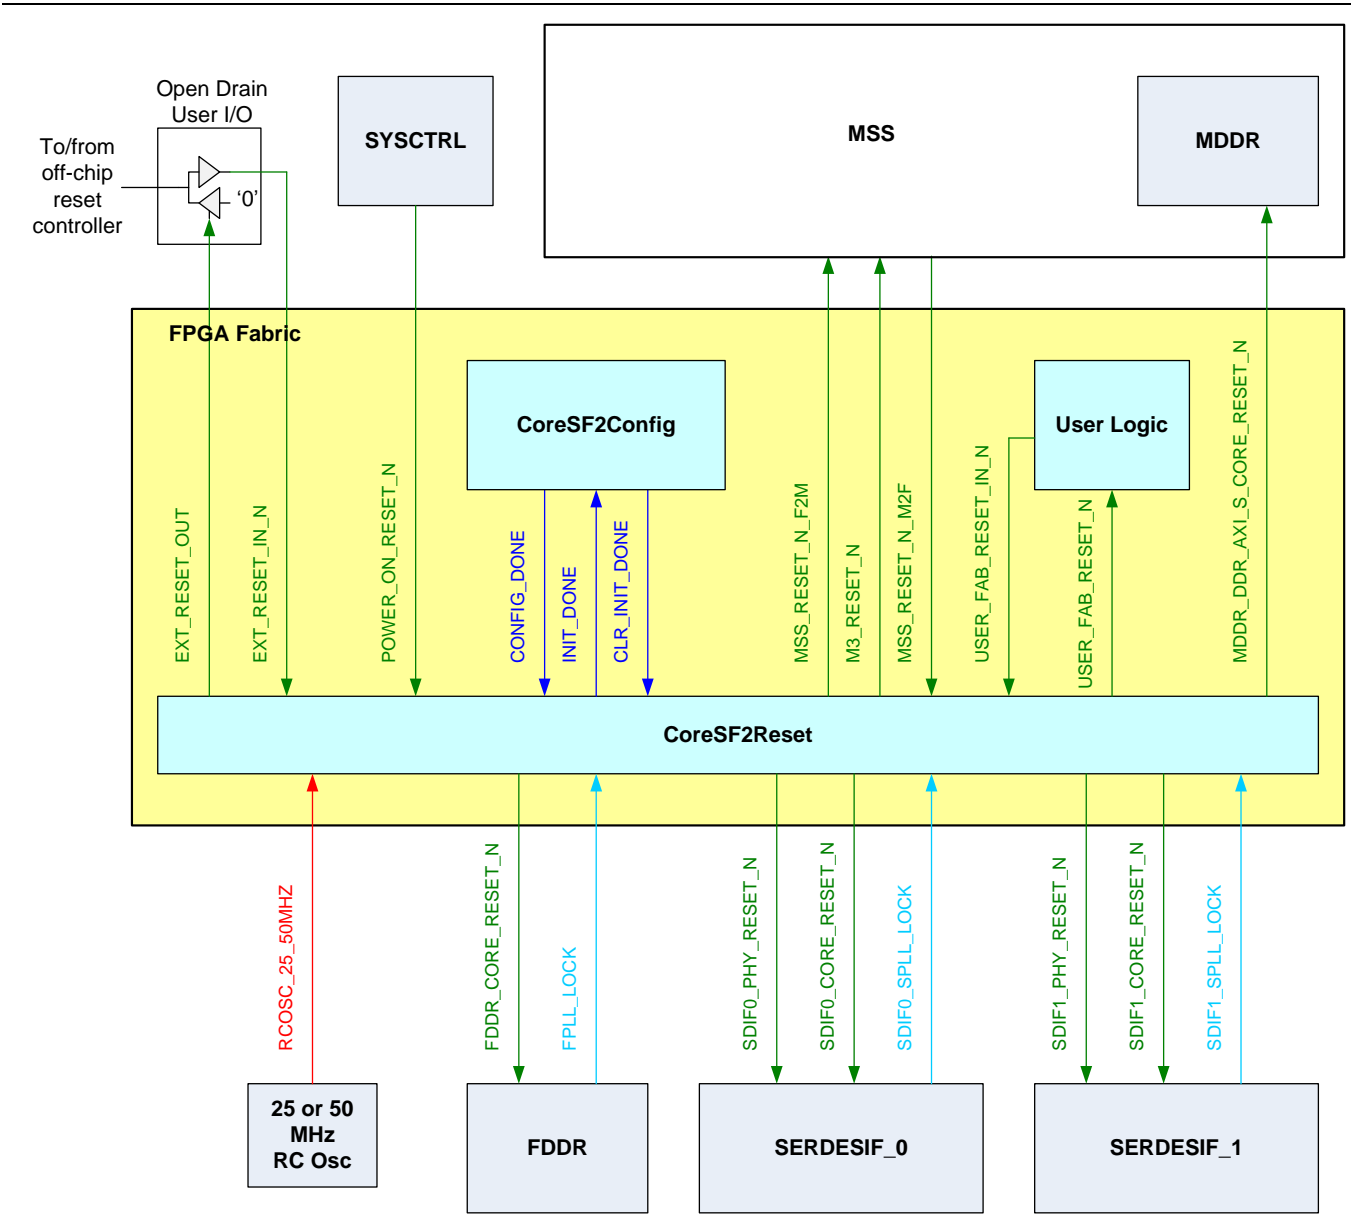 Open Drain
User I/O
To/from
off-chip
reset
controller
'0'
SYSCTRL
MSS
MDDR
FPGA Fabric
CoreSF2Config
User Logic
EXT_RESET_OUT
EXT_RESET_IN_N
POWER_ON_RESET_N
CONFIG_DONE
INIT_DONE
CLR_INIT_DONE
MSS_RESET_N_F2M
M3_RESET_N
MSS_RESET_N_M2F
USER_FAB_RESET_IN_N
USER_FAB_RESET_N
MDDR_DDR_AXI_S_CORE_RESET_N
CoreSF2Reset
RCOSC_25_50MHZ
FDDR_CORE_RESET_N
FPLL_LOCK
SDIF0_PHY_RESET_N
SDIF0_CORE_RESET_N
SDIF0_SPLL_LOCK
SDIF1_PHY_RESET_N
SDIF1_CORE_RESET_N
SDIF1_SPLL_LOCK
25 or 50
MHz
RC Osc
FDDR
SERDESIF_0
SERDESIF_1